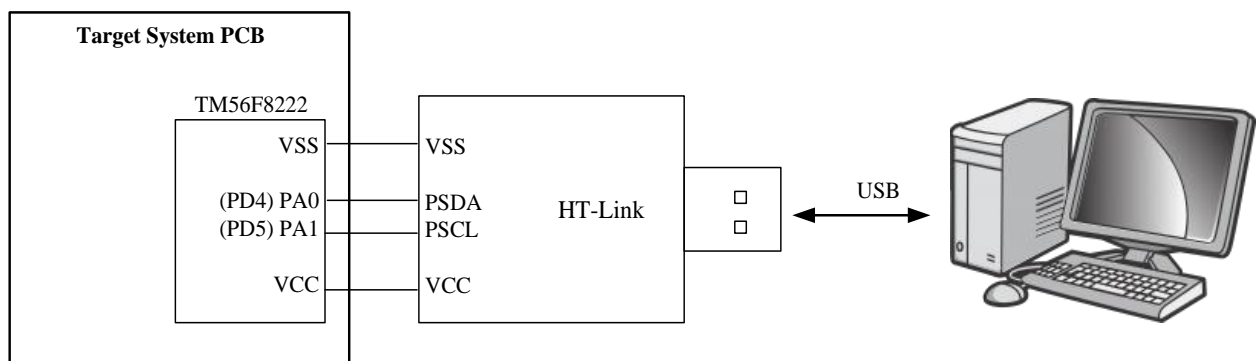 Target System PCB
TM56F8222
VSS
(PD4) PA0
(PD5) PA1
VCC
VSS
PSDA
PSCL
VCC
HT-Link
USB